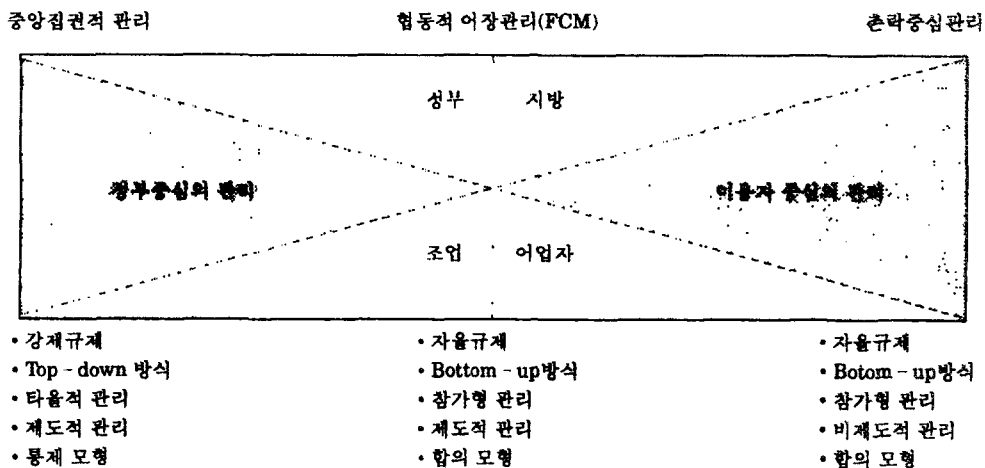 중앙집권적 관리 협동적 어장관리(FCM) 촌락중심관리
정부 지방
정부중심의 관리 이용자 중심의 관리
조업 어업자
• 강제규제 • 자율규제 • 자율규제
• Top - down 방식 • Bottom - up방식 • Botom - up방식
• 타율적 관리 • 참가형 관리 • 참가형 관리
• 제도적 관리 • 제도적 관리 • 비제도적 관리
• 통제 모형 • 합의 모형 • 합의 모형